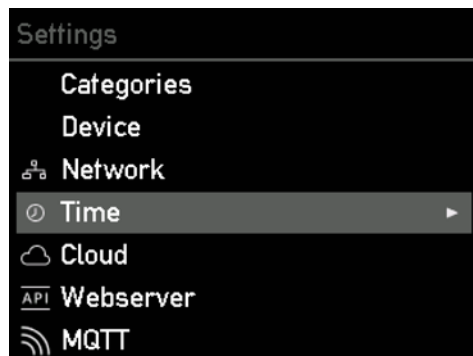 Settings
Categories
Device
Network
Time
Cloud
API Webserver
MQTT